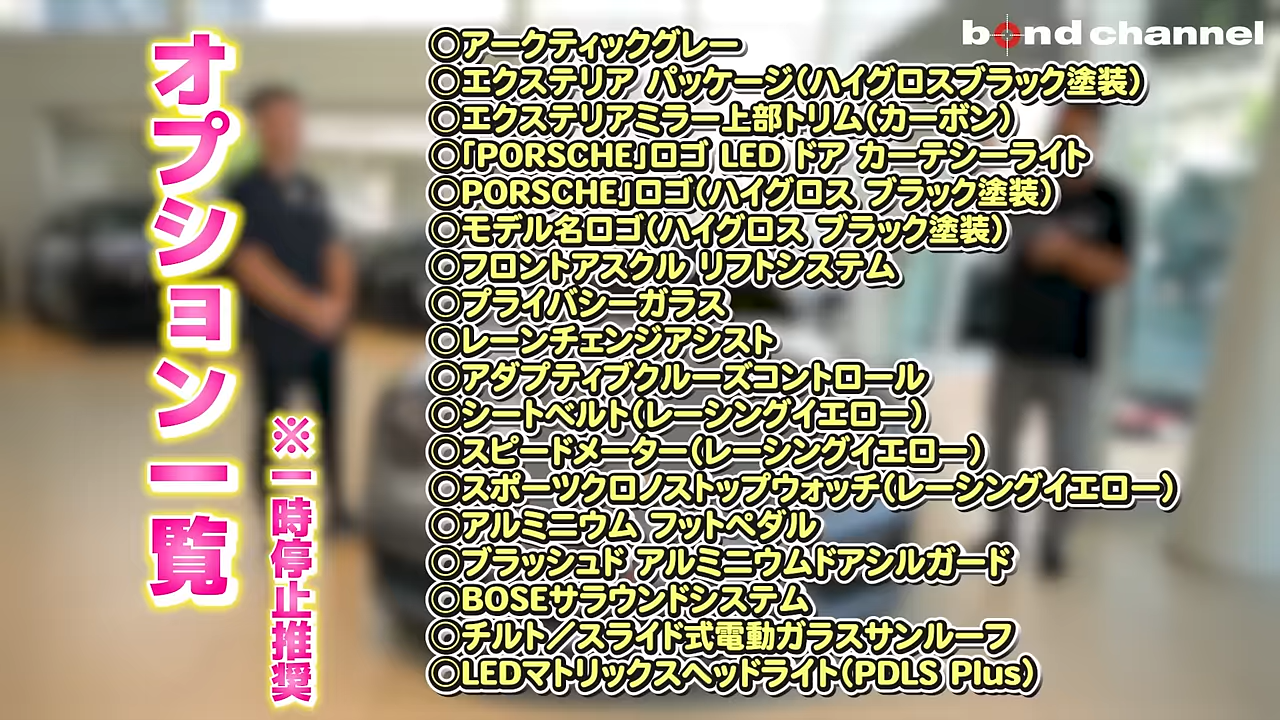 bond channel
オプション一覧
※一時停止推奨
○アークティックグレー
○エクステリア パッケージ(ハイグロスブラック塗装)
○エクステリアミラー上部トリム(カーボン)
○「PORSCHE」ロゴ LED ドア カーテシーライト
○PORSCHE」ロゴ(ハイグロス ブラック塗装)
○モデル名ロゴ(ハイグロス ブラック塗装)
○フロントアスクル リフトシステム
○プライバシーガラス
○レーンチェンジアシスト
○アダプティブクルーズコントロール
○シートベルト(レーシングイエロー)
○スピードメーター(レーシングイエロー)
○スポーツクロノストップウォッチ(レーシングイエロー)
○アルミニウム フットペダル
○ブラッシュド アルミニウムドアシルガード
○BOSEサラウンドシステム
○チルト／スライド式電動ガラスサンルーフ
○LEDマトリックスヘッドライト(PDLS Plus)